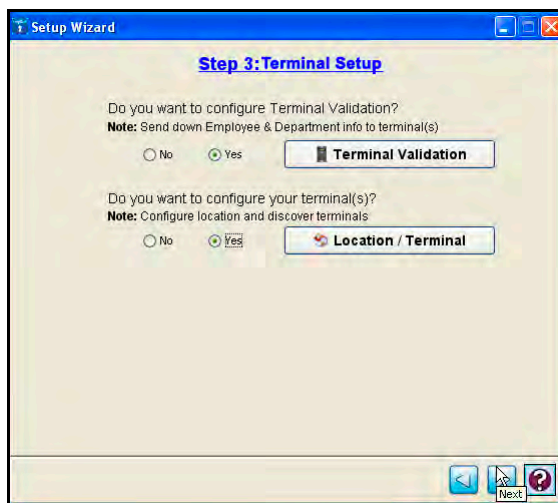 Setup Wizard
Step 3:Terminal Setup
Do you want to configure Terminal Validation?
Note: Send down Employee & Department info to terminal(s)
No Yes Terminal Validation
Do you want to configure your terminal(s)?
Note: Configure location and discover terminals
No Yes Location / Terminal
Next